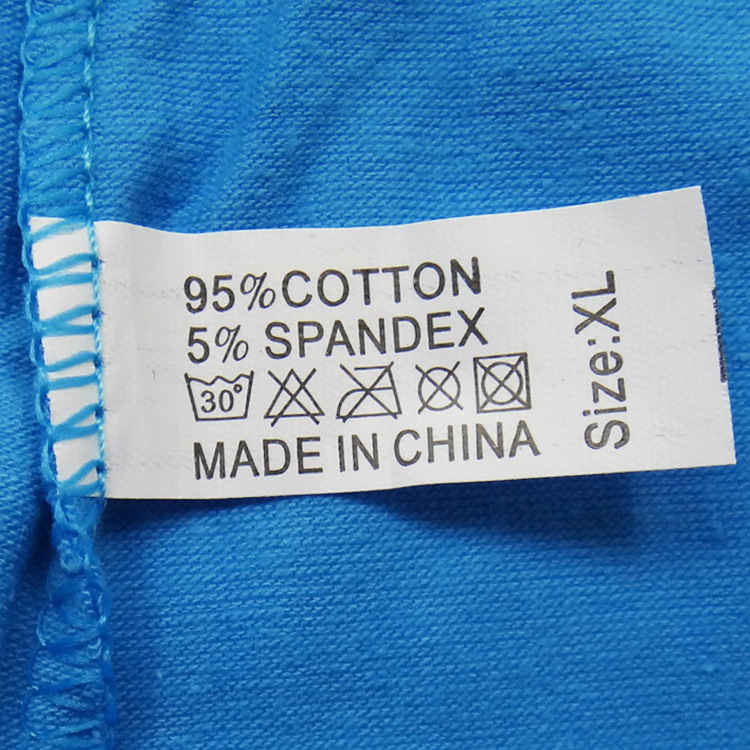 95%COTTON
5% SPANDEX
30°
MADE IN CHINA
Size:XL